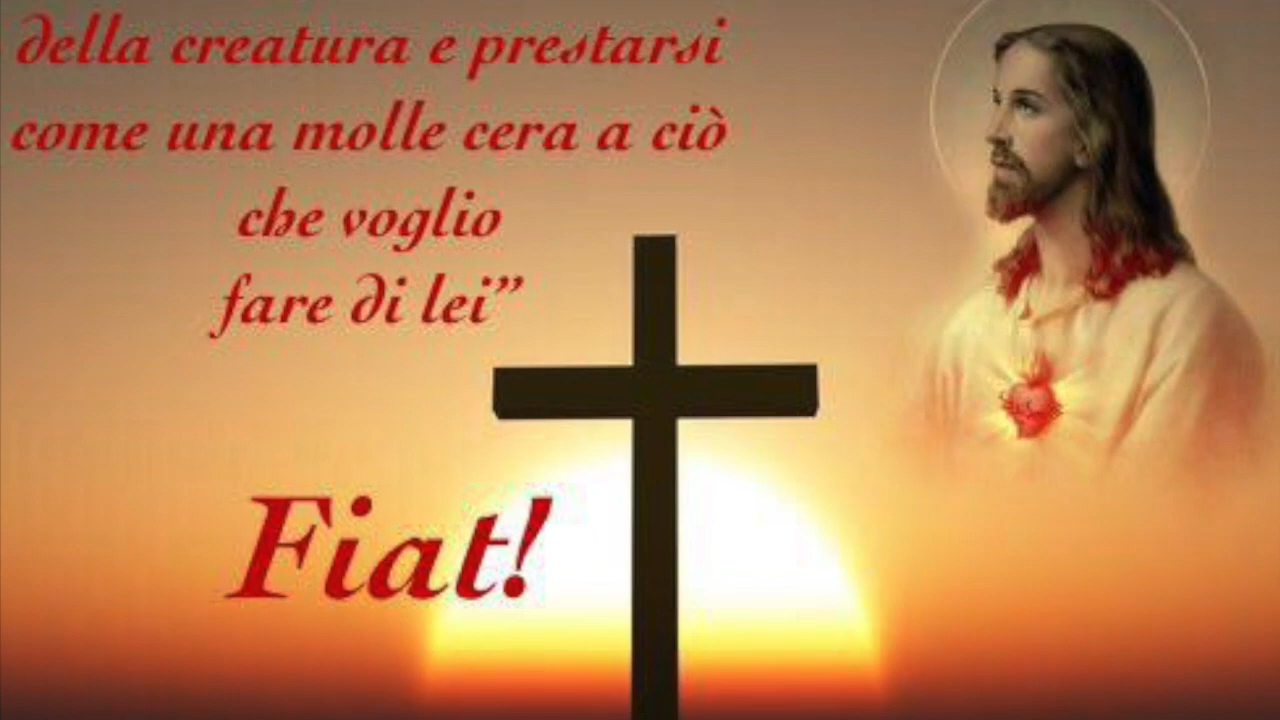 della creatura e prestarsi
come una molle cera a ciò
che voglio
fare di lei”
Fiat!